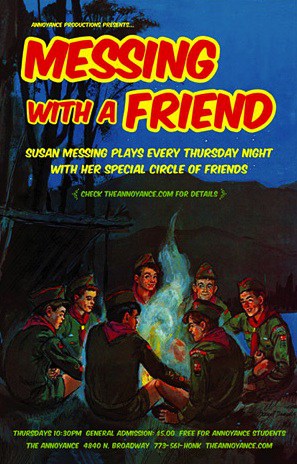 ANNOYANCE PRODUCTIONS PRESENTS...
MESSING
WITH A FRIEND
SUSAN MESSING PLAYS EVERY THURSDAY NIGHT
WITH HER SPECIAL CIRCLE OF FRIENDS
CHECK THEANNOYANCE.COM FOR DETAILS
THURSDAYS 10:30PM GENERAL ADMISSION: $5.00 FREE FOR ANNOYANCE STUDENTS
THE ANNOYANCE 4840 N. BROADWAY 773-561-HONK THEANNOYANCE.COM